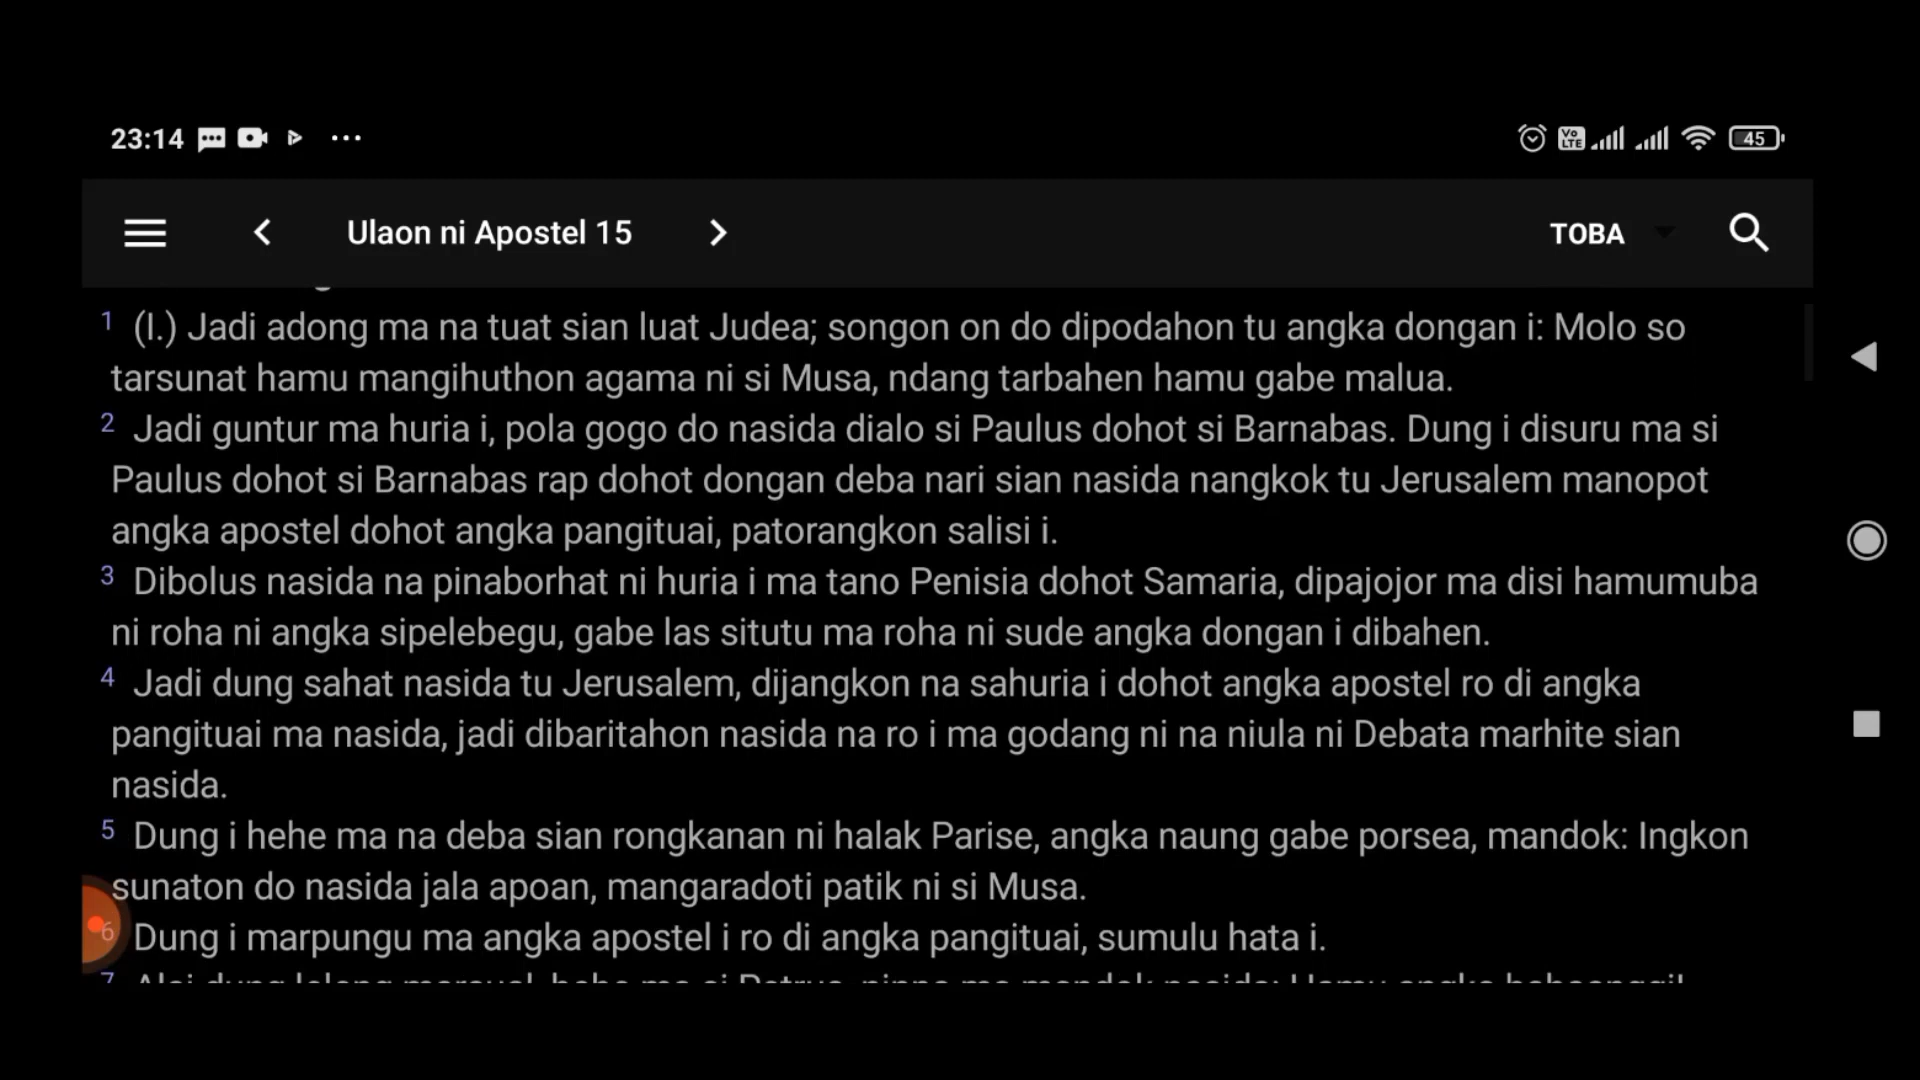 23:14
Vo LTE
45
Ulaon ni Apostel 15
TOBA
1 (I.) Jadi adong ma na tuat sian luat Judea; songon on do dipodahon tu angka dongan i: Molo so
tarsunat hamu mangihuthon agama ni si Musa, ndang tarbahen hamu gabe malua.
2 Jadi guntur ma huria i, pola gogo do nasida dialo si Paulus dohot si Barnabas. Dung i disuru ma si
Paulus dohot si Barnabas rap dohot dongan deba nari sian nasida nangkok tu Jerusalem manopot
angka apostel dohot angka pangituai, patorangkon salisi i.
3 Dibolus nasida na pinaborhat ni huria i ma tano Penisia dohot Samaria, dipajojor ma disi hamumuba
ni roha ni angka sipelebegu, gabe las situtu ma roha ni sude angka dongan i dibahen.
4 Jadi dung sahat nasida tu Jerusalem, dijangkon na sahuria i dohot angka apostel ro di angka
pangituai ma nasida, jadi dibaritahon nasida na ro i ma godang ni na niula ni Debata marhite sian
nasida.
5 Dung i hehe ma na deba sian rongkanan ni halak Parise, angka naung gabe porsea, mandok: Ingkon
sunaton do nasida jala apoan, mangaradoti patik ni si Musa.
6 Dung i marpungu ma angka apostel i ro di angka pangituai, sumulu hata i.
7